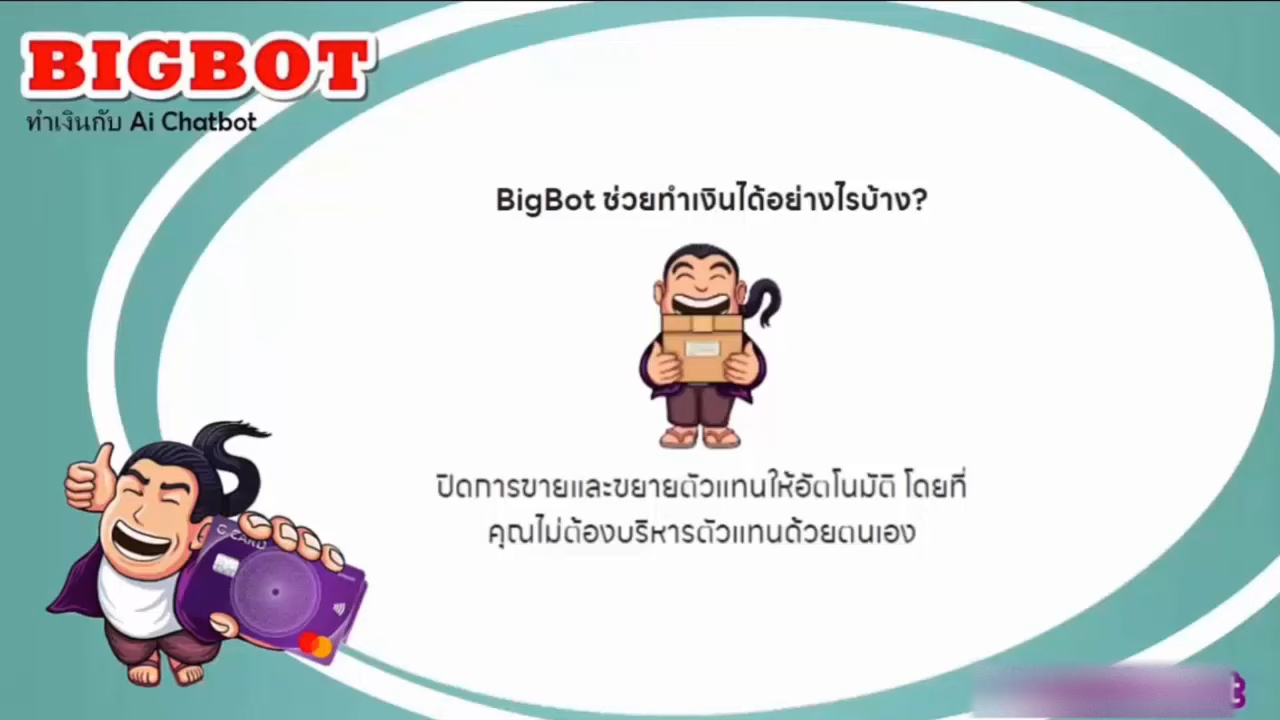 BIGBOT
ทำเงินกับ Ai Chatbot
BigBot ช่วยทำเงินได้อย่างไรบ้าง?
ปิดการขายและขยายตัวแทนให้อัตโนมัติ โดยที่
คุณไม่ต้องบริหารตัวแทนด้วยตนเอง
G-CARD